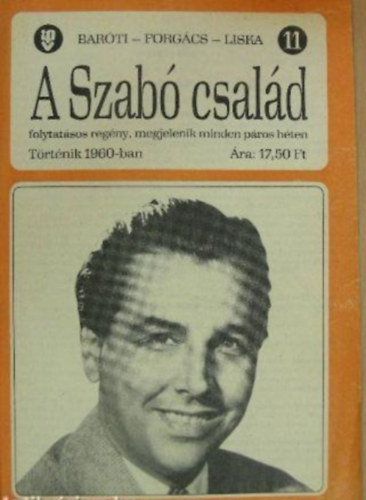 BARÓTI – FORGÁCS – LISKA 11
A Szabó család
folytatásos regény, megjelenik minden páros héten
Történik 1960-ban Ára: 17,50 Ft